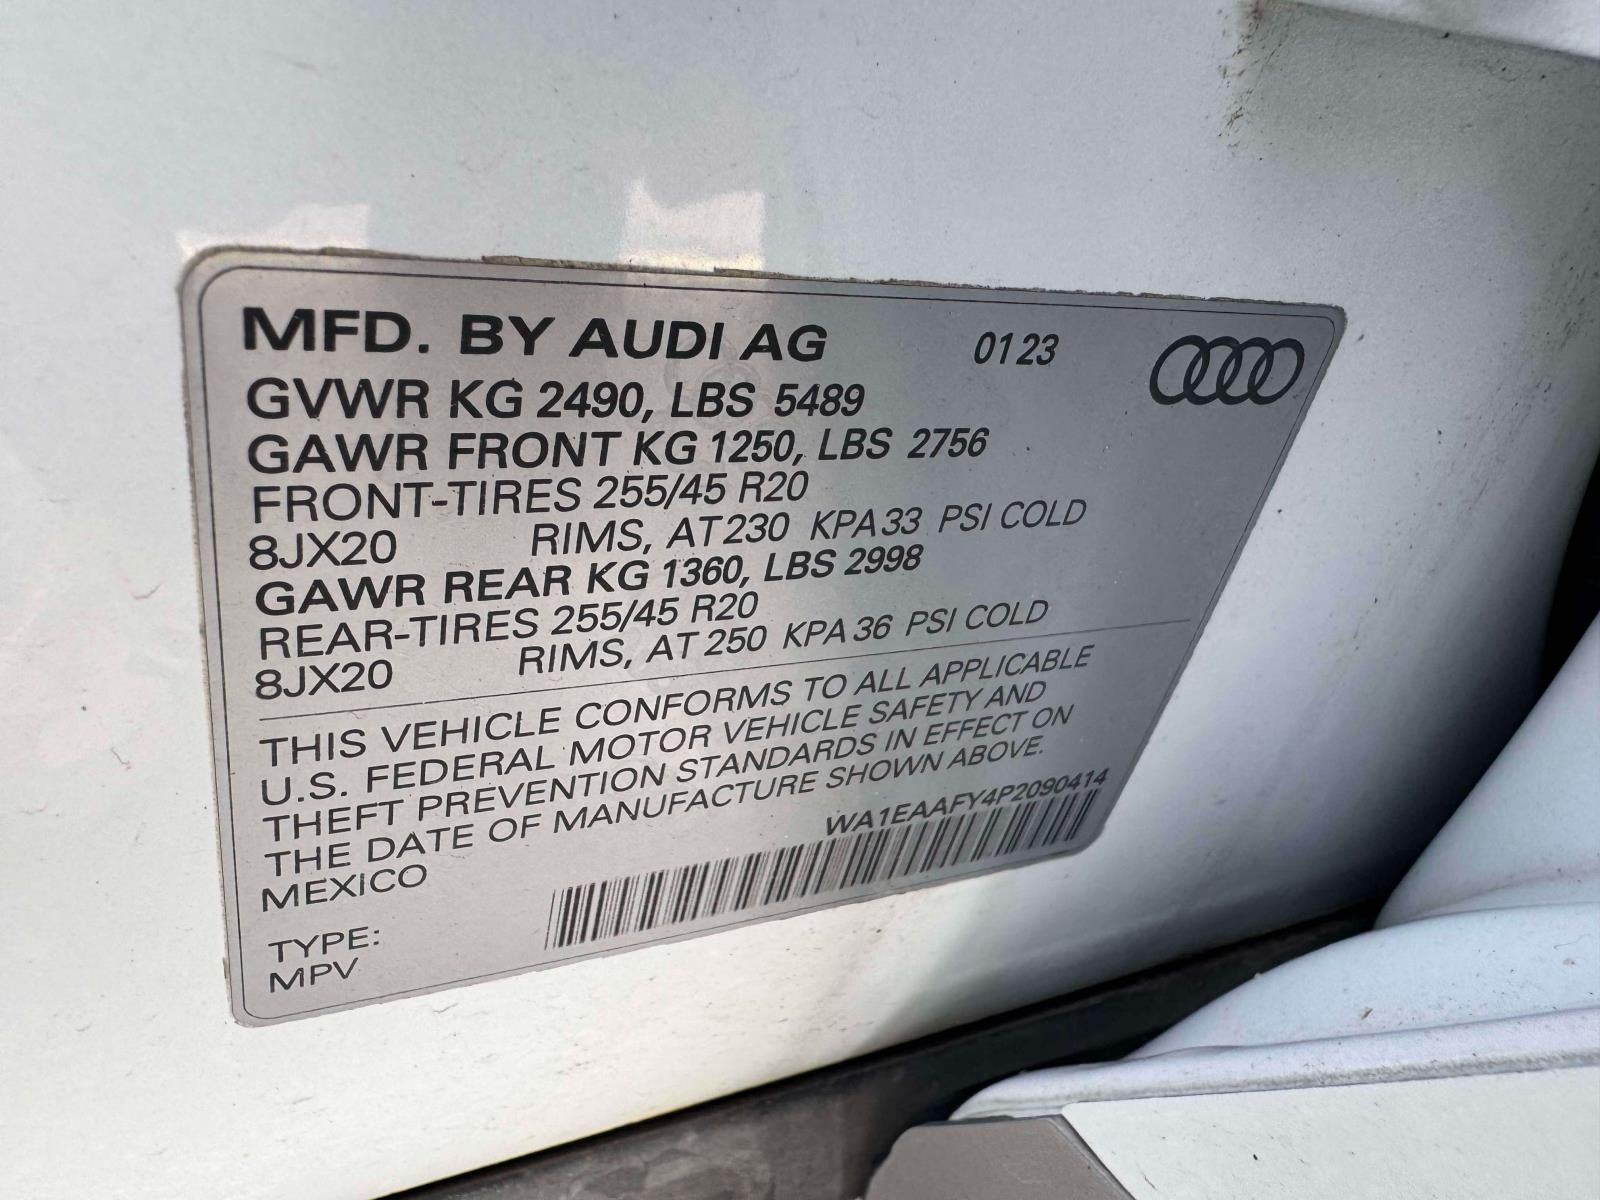 MFD. BY AUDI AG 01 23
GVWR KG 2490, LBS 5489
GAWR FRONT KG 1250, LBS 2756
FRONT-TIRES 255/45 R20
8JX20 RIMS, AT 230 KPA 33 PSI COLD
GAWR REAR KG 1360, LBS 2998
REAR-TIRES 255/45 R20
8JX20 RIMS, AT 250 KPA 36 PSI COLD
THIS VEHICLE CONFORMS TO ALL APPLICABLE
U.S. FEDERAL MOTOR VEHICLE SAFETY AND
THEFT PREVENTION STANDARDS IN EFFECT ON
THE DATE OF MANUFACTURE SHOWN ABOVE.
MEXICO WA1EAAFY4P2090414
TYPE:
MPV